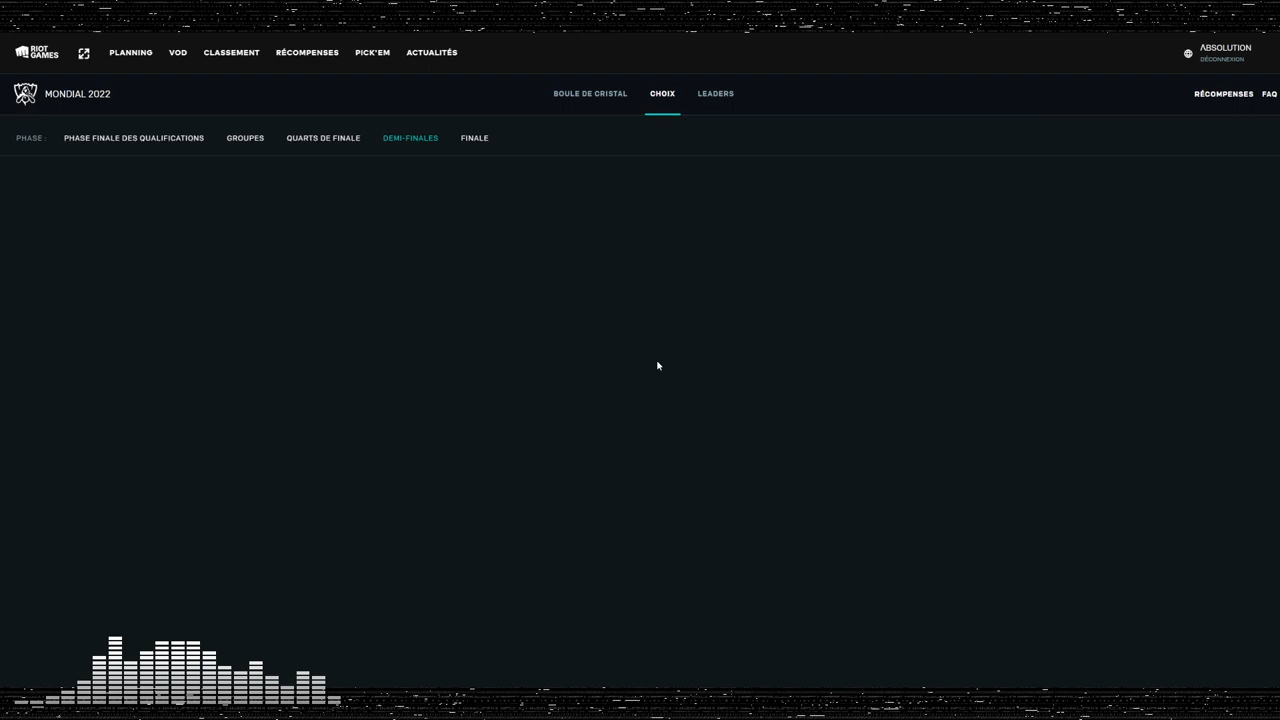 RIOT GAMES PLANNING VOD CLASSEMENT RÉCOMPENSES PICK'EM ACTUALITÉS ΛBSOLUTION
DÉCONNEXION
MONDIAL 2022 BOULE DE CRISTAL CHOIX LEADERS RÉCOMPENSES FAQ
PHASE : PHASE FINALE DES QUALIFICATIONS GROUPES QUARTS DE FINALE DEMI-FINALES FINALE